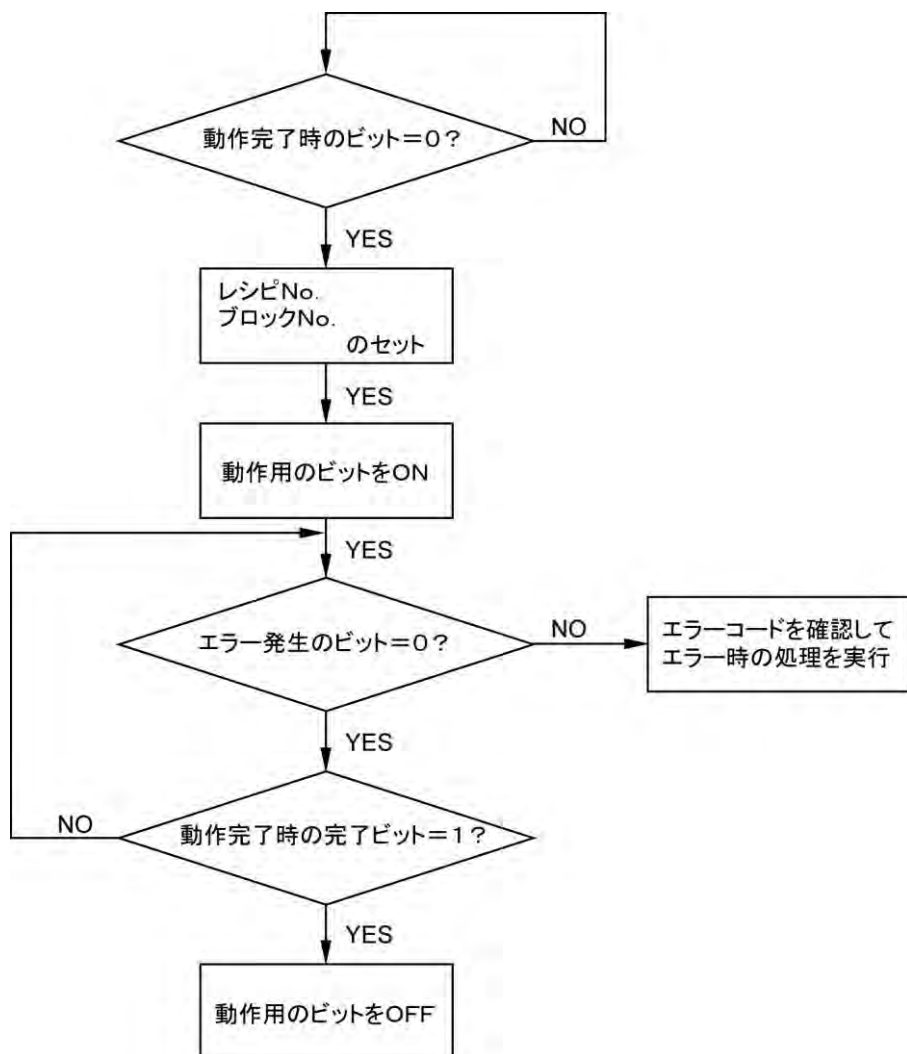 動作完了時のビット＝0？
NO
YES
レシピNo.
ブロックNo.
のセット
YES
動作用のビットをON
YES
エラー発生のビット＝0？
NO
エラーコードを確認して
エラー時の処理を実行
YES
動作完了時の完了ビット＝1？
NO
YES
動作用のビットをOFF